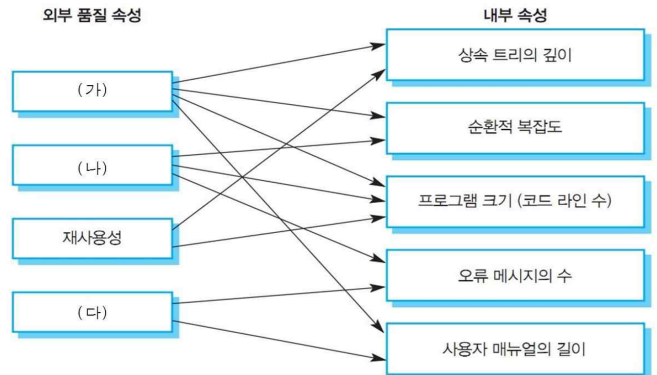 외부 품질 속성
내부 속성
(가)
(나)
재사용성
(다)
상속 트리의 깊이
순환적 복잡도
프로그램 크기 (코드 라인 수)
오류 메시지의 수
사용자 매뉴얼의 길이